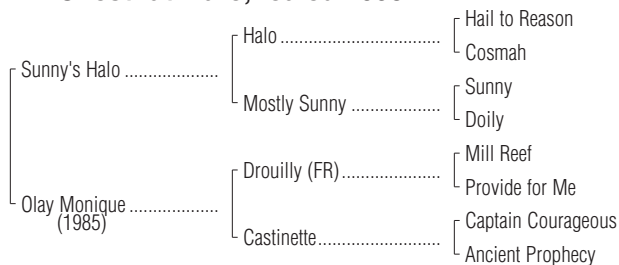 Hail to Reason
Halo
Cosmah
Sunny's Halo
Sunny
Mostly Sunny
Doily
Mill Reef
Drouilly (FR)
Provide for Me
Olay Monique
(1985)
Captain Courageous
Castinette
Ancient Prophecy